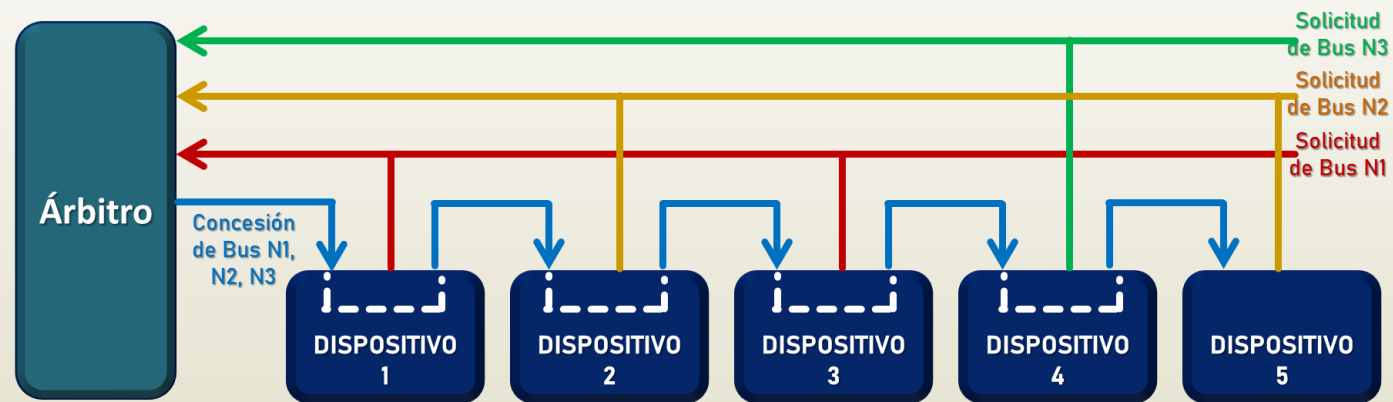 Solicitud
de Bus N3
Solicitud
de Bus N2
Solicitud
de Bus N1
Árbitro
Concesión
de Bus N1,
N2, N3
DISPOSITIVO
1
DISPOSITIVO
2
DISPOSITIVO
3
DISPOSITIVO
4
DISPOSITIVO
5